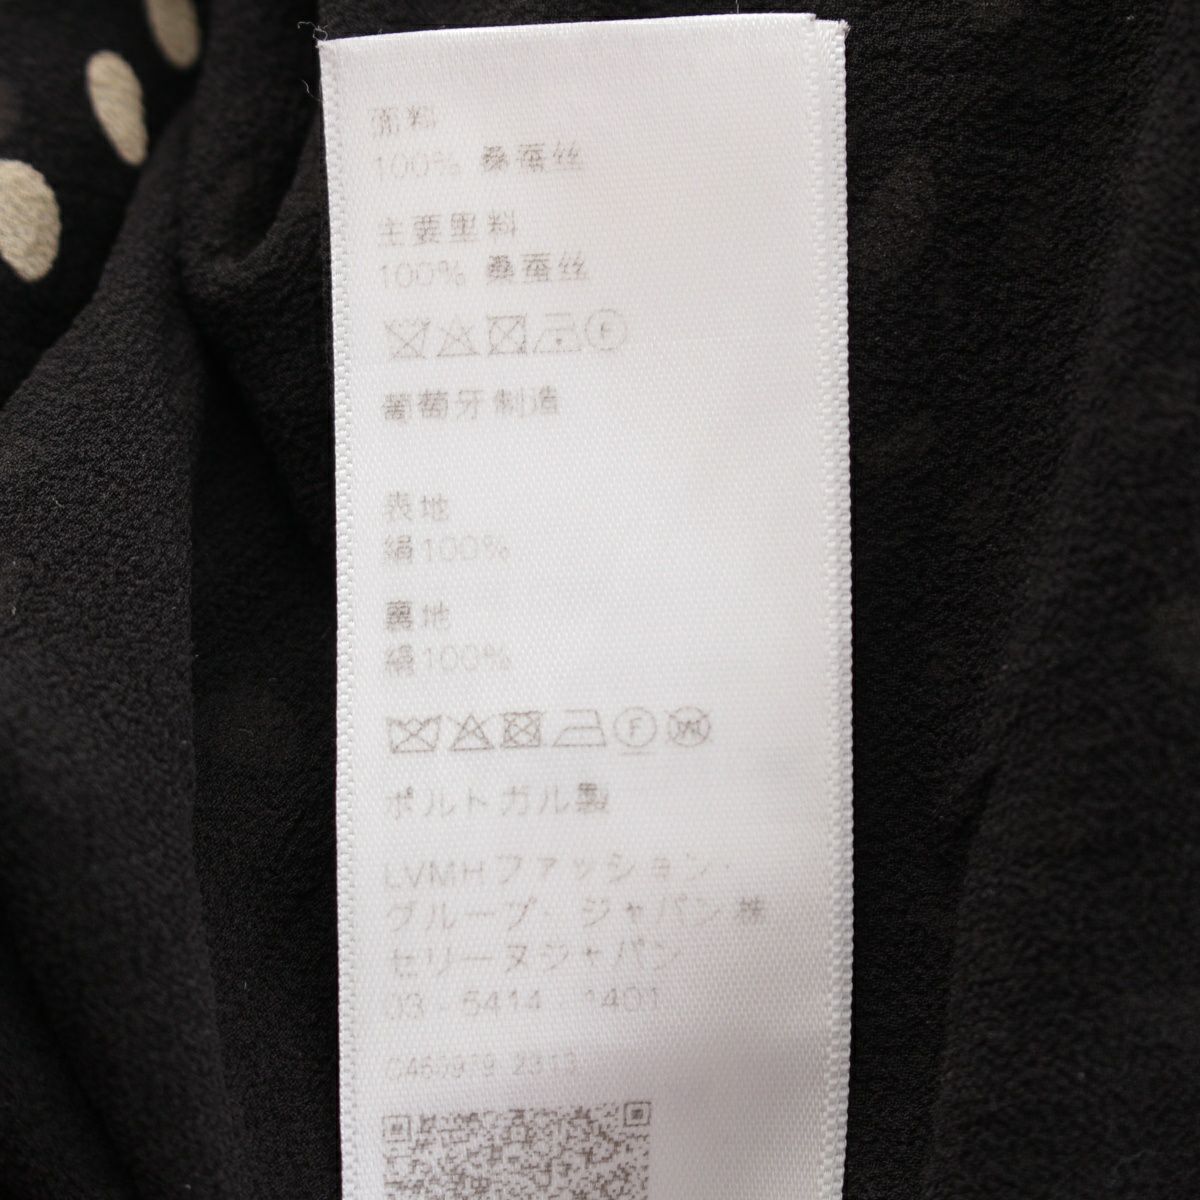 面料
100% 桑蚕丝
主要里料
100% 桑蚕丝
葡萄牙制造
表地
絹100%
裏地
絹100%
ポルトガル製
LVMHファッション・
グループ・ジャパン 株
セリーヌジャパン
03-5414-1401